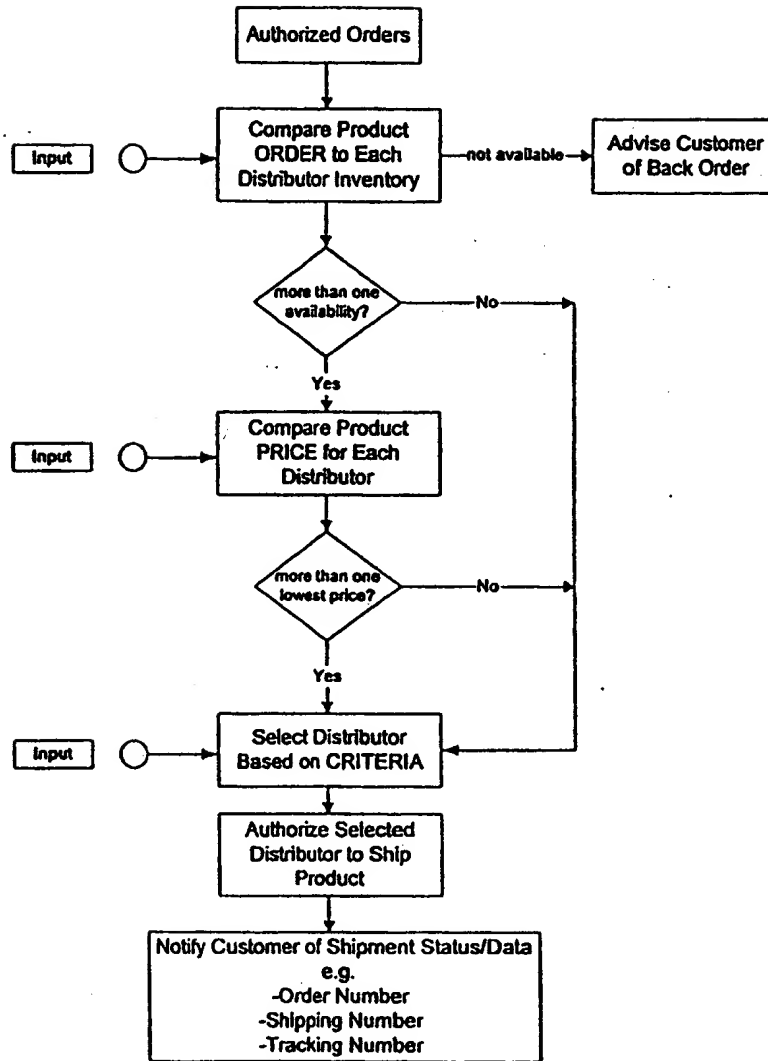 Authorized Orders
Input
Compare Product
ORDER to Each
Distributor Inventory
not available
Advise Customer
of Back Order
more than one
availability?
No
Yes
Input
Compare Product
PRICE for Each
Distributor
more than one
lowest price?
No
Yes
Input
Select Distributor
Based on CRITERIA
Authorize Selected
Distributor to Ship
Product
Notify Customer of Shipment Status/Data
e.g.
-Order Number
-Shipping Number
-Tracking Number